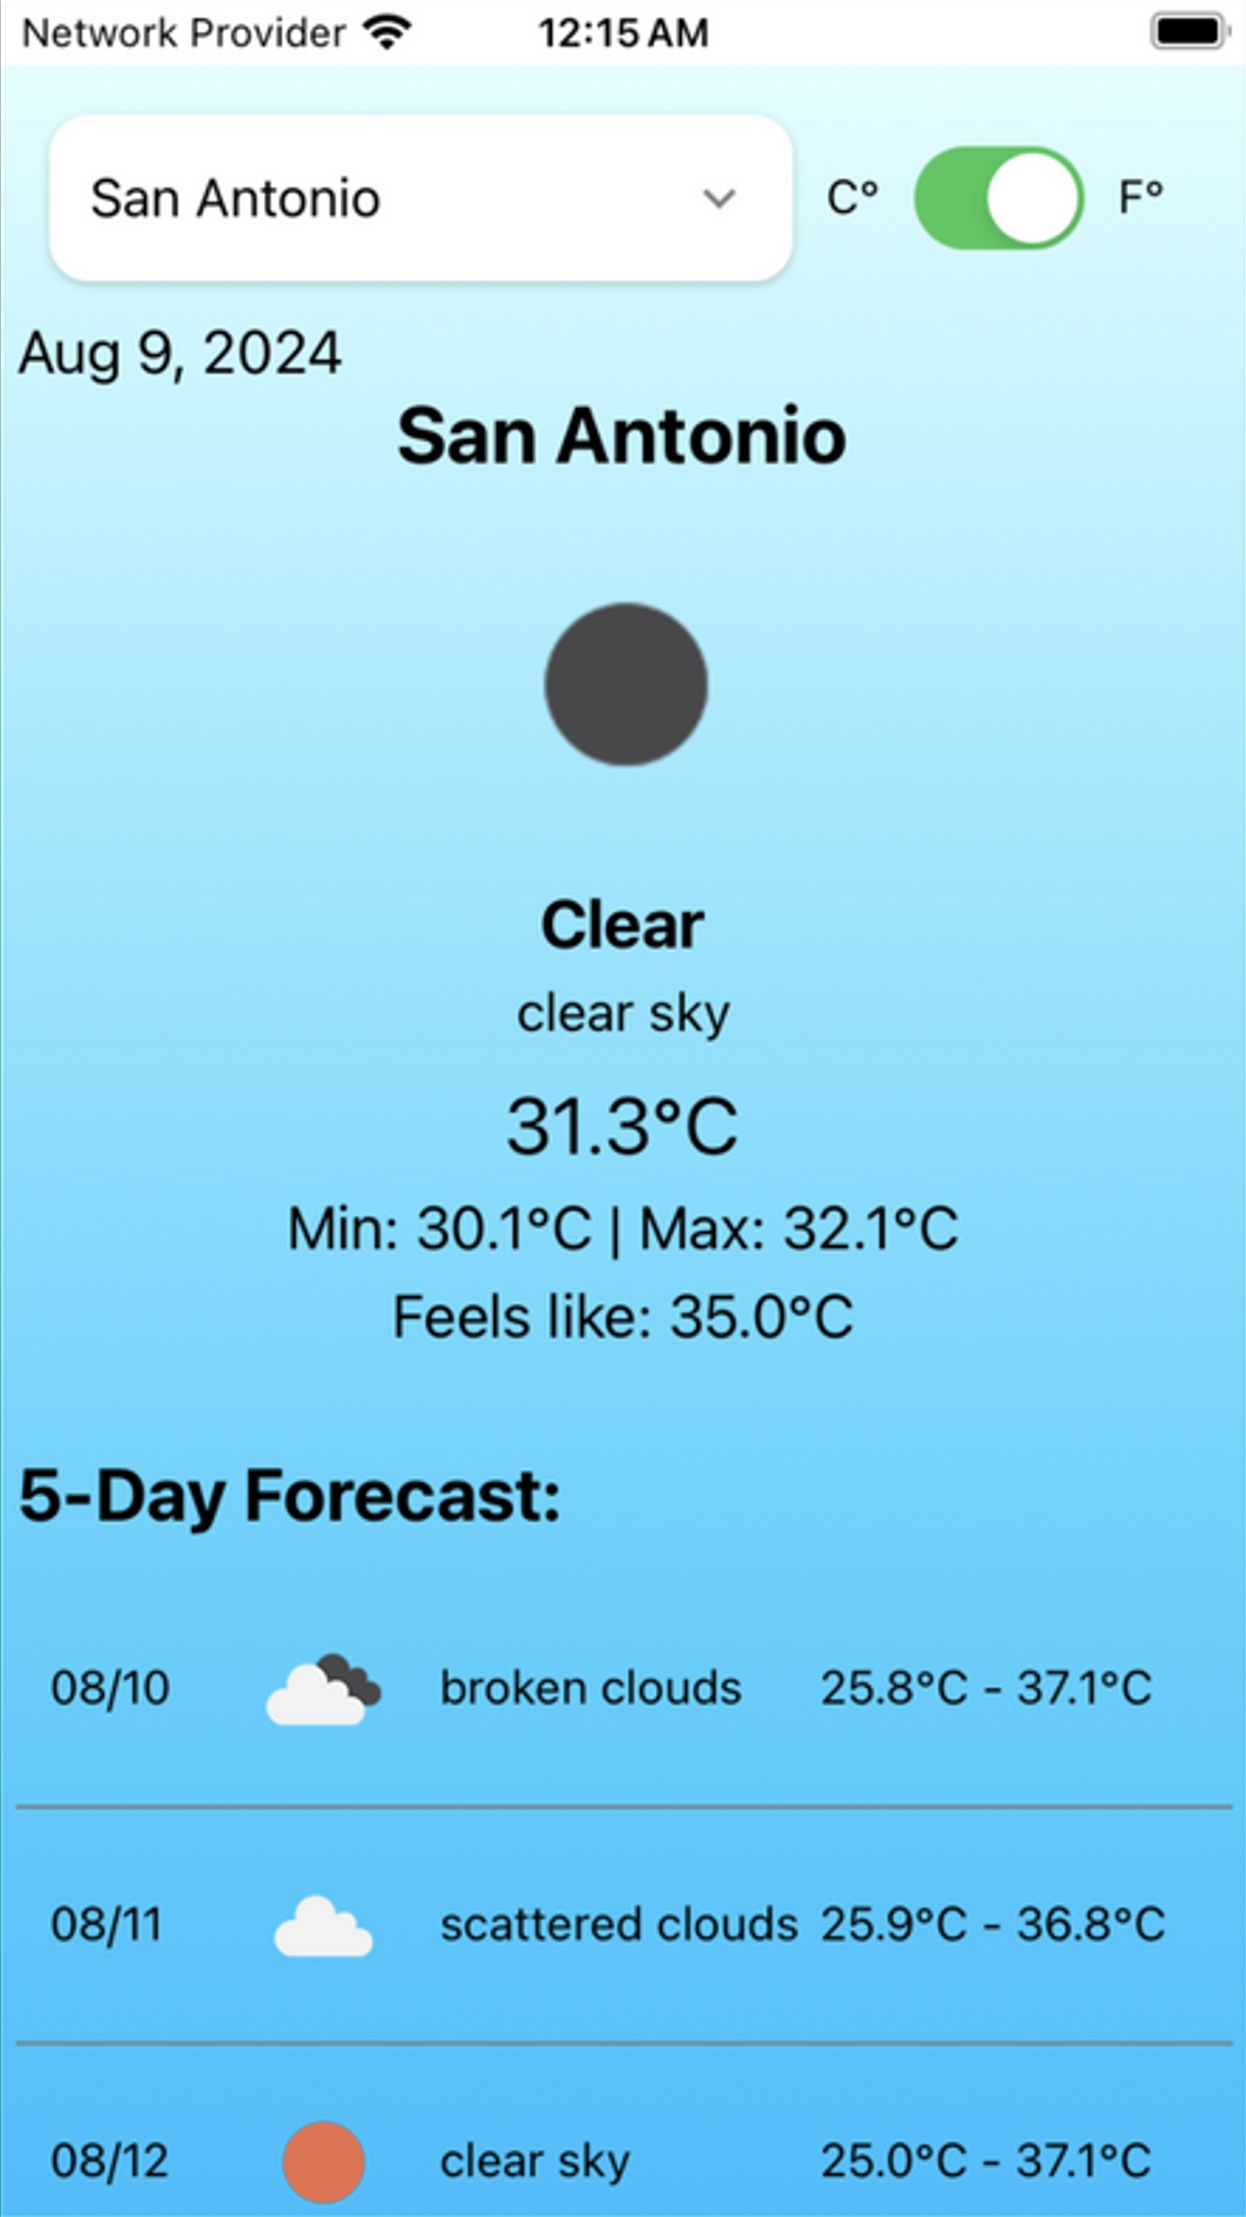 Network Provider 12:15 AM
San Antonio C° F°
Aug 9, 2024
San Antonio
Clear
clear sky
31.3°C
Min: 30.1°C | Max: 32.1°C
Feels like: 35.0°C
5-Day Forecast:
08/10 broken clouds 25.8°C - 37.1°C
08/11 scattered clouds 25.9°C - 36.8°C
08/12 clear sky 25.0°C - 37.1°C